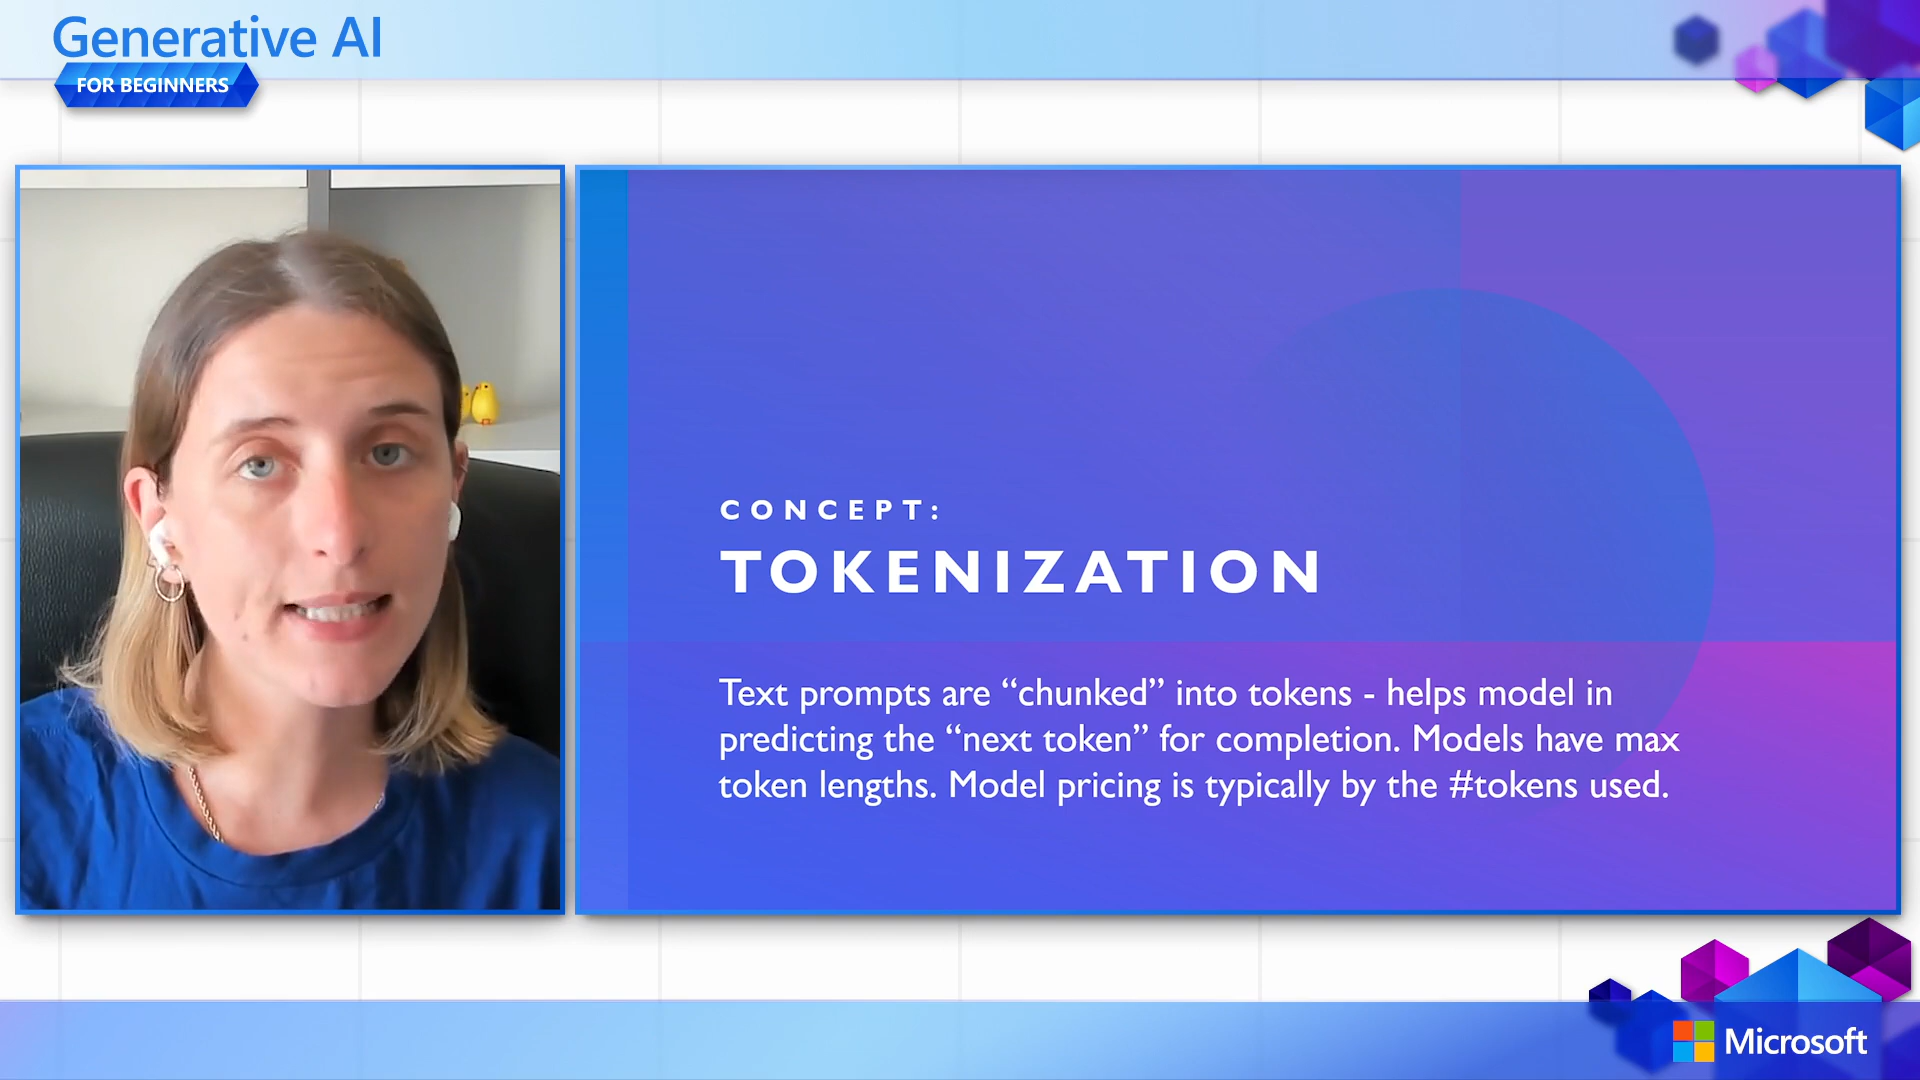 Generative AI
FOR BEGINNERS
CONCEPT:
TOKENIZATION
Text prompts are “chunked” into tokens - helps model in
predicting the “next token” for completion. Models have max
token lengths. Model pricing is typically by the #tokens used.
Microsoft